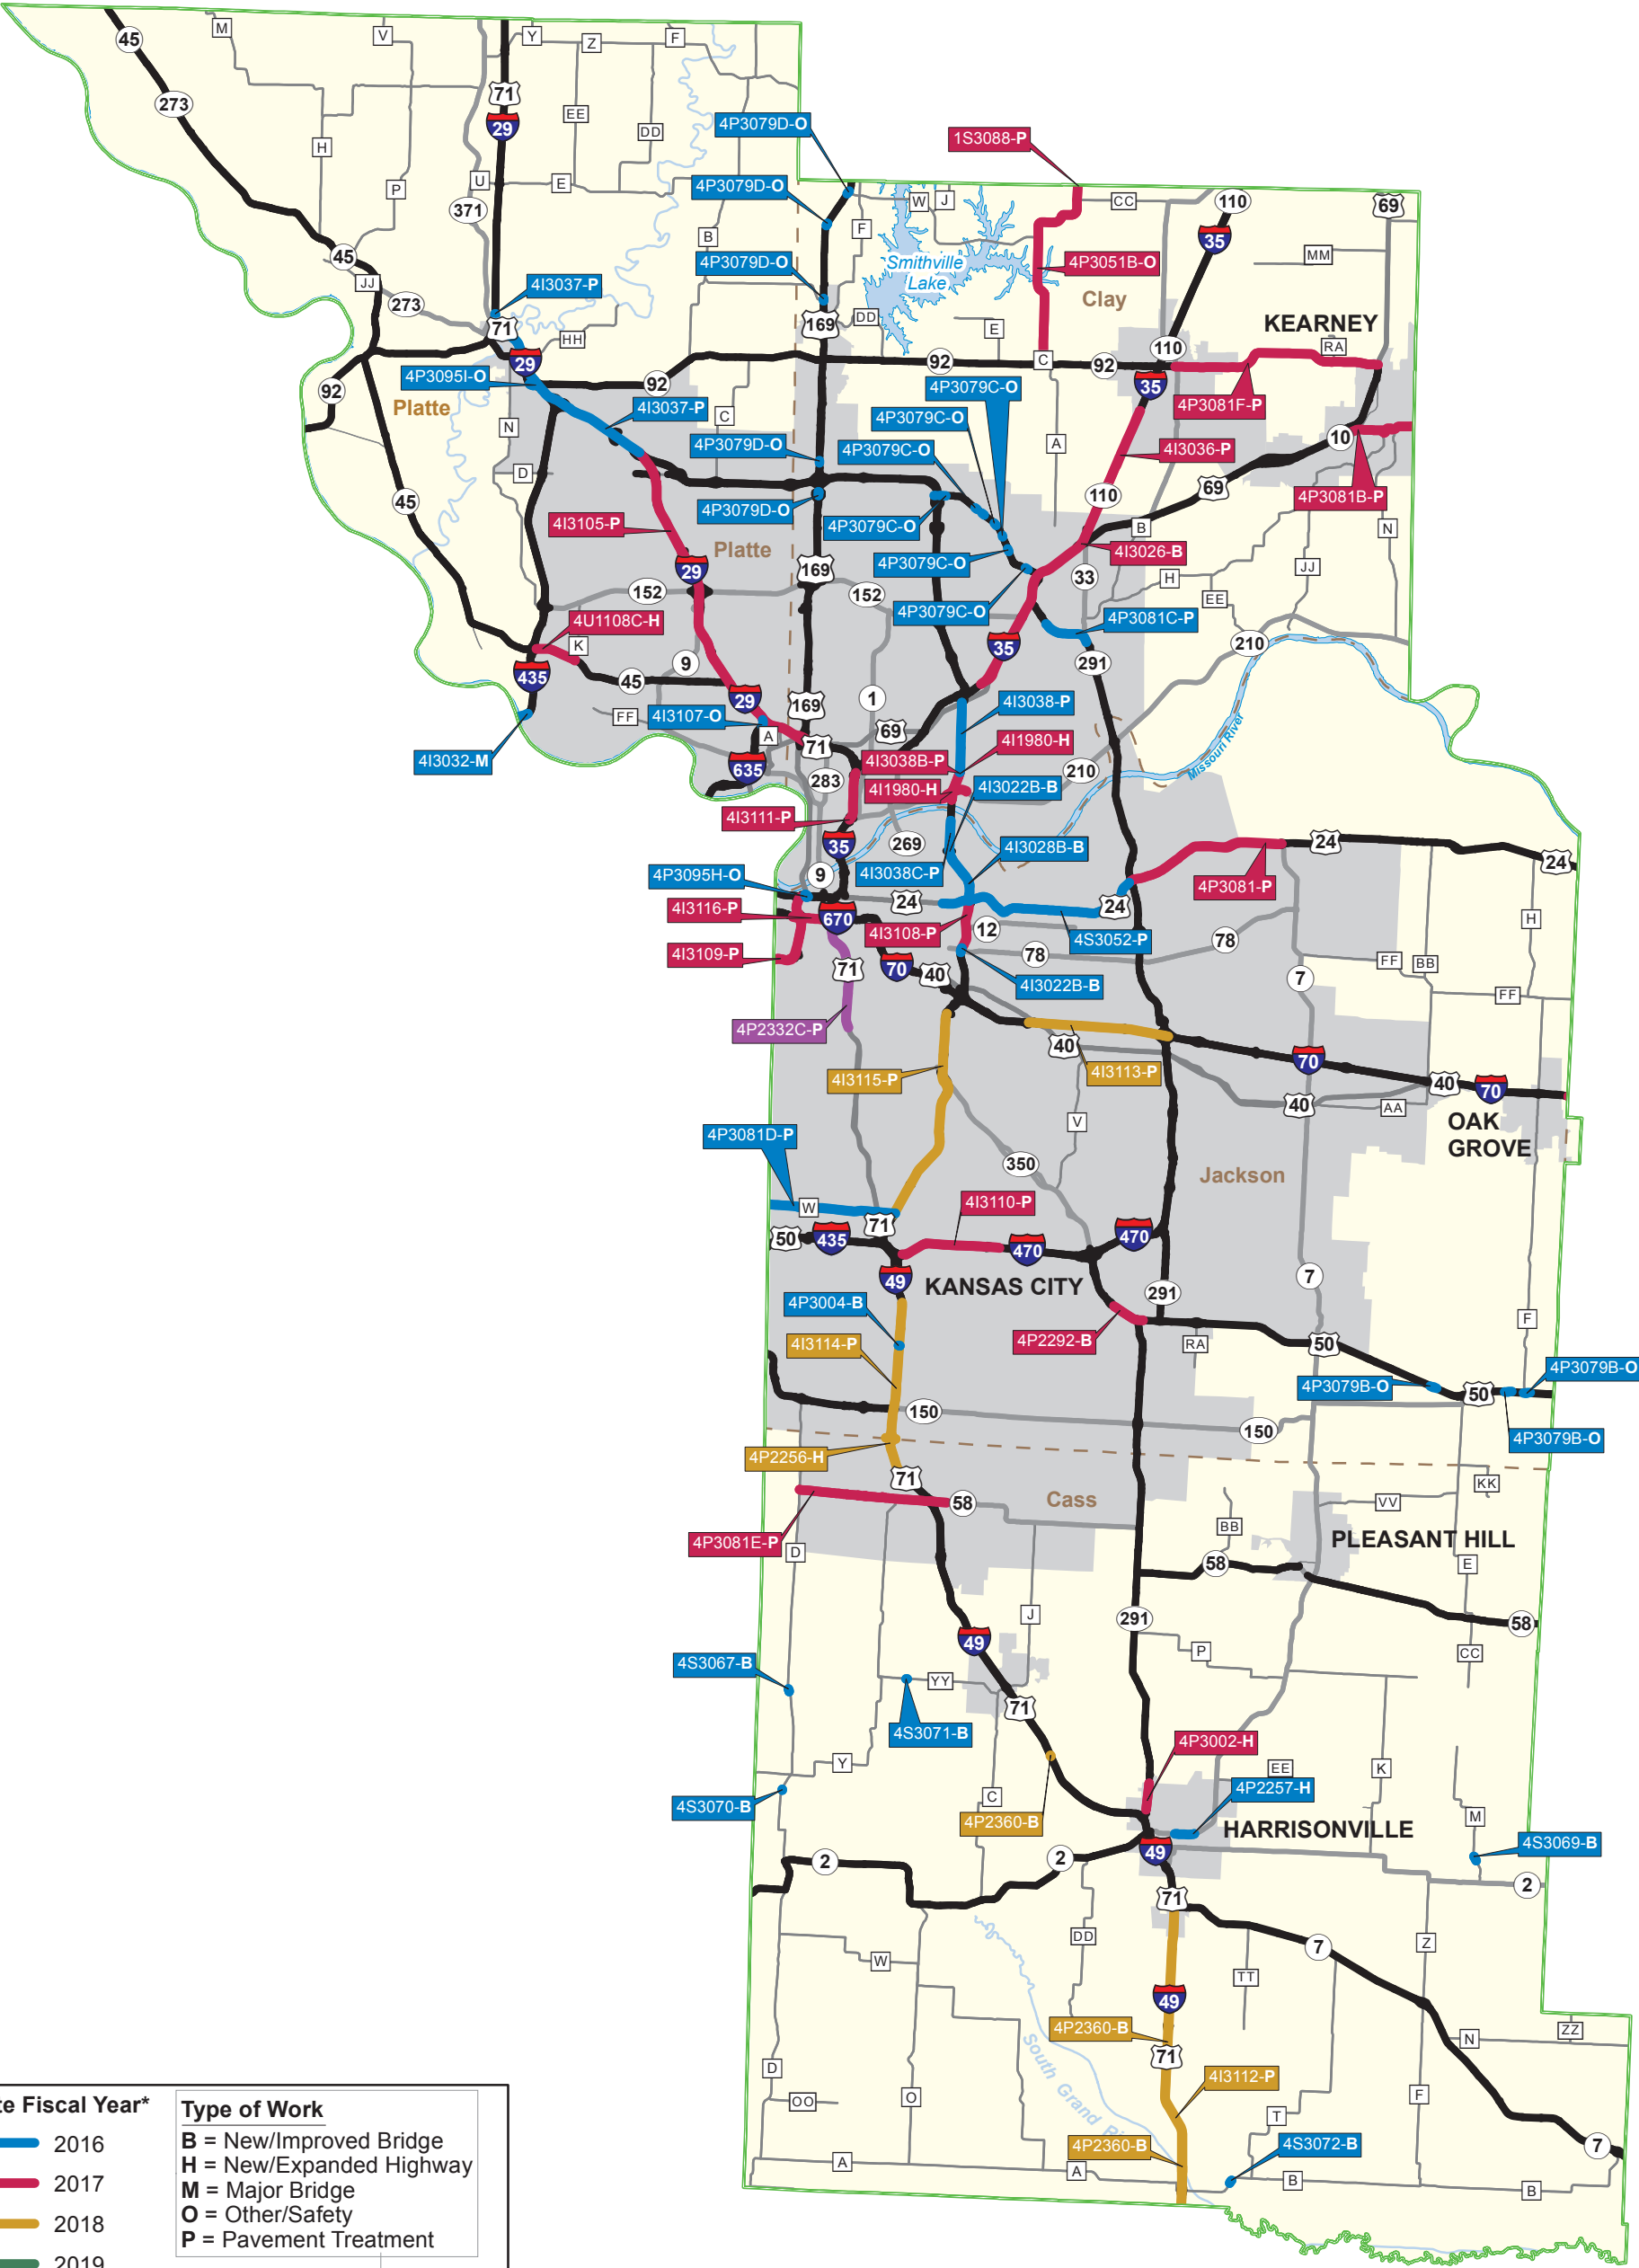 45
M
V
Y
Z
F
273
71
29
EE
DD
H
4P3079D-O
1S3088-P
P
U
E
371
4P3079D-O
W
J
CC
110
69
35
B
F
45
4P3079D-O
Smithville
Lake
4P3051B-O
MM
JJ
273
4I3037-P
Clay
71
HH
169
DD
E
KEARNEY
RA
29
92
C
92
110
4P3095I-O
92
92
4P3079C-O
35
Platte
4I3037-P
C
4P3079C-O
4P3081F-P
N
4P3079D-O
4P3079C-O
A
4I3036-P
10
D
69
4P3081B-P
45
4P3079D-O
110
4I3105-P
4P3079C-O
B
N
Platte
4I3026-B
29
169
4P3079C-O
33
H
JJ
152
152
4P3079C-O
EE
4U1108C-H
4P3081C-P
K
35
210
435
9
45
291
29
169
1
4I3038-P
FF
4I3107-O
A
69
4I1980-H
71
4I3032-M
4I3038B-P
635
283
210
Missouri River
4I1980-H
4I3022B-B
4I3111-P
35
269
4I3028B-B
24
24
4P3095H-O
9
4I3038C-P
4P3081-P
24
24
4I3116-P
670
12
H
4I3108-P
4S3052-P
78
4I3109-P
78
71
70
40
FF
BB
7
4I3022B-B
FF
4P2332C-P
40
70
4I3113-P
4I3115-P
40
70
40
AA
OAK
GROVE
V
4P3081D-P
350
Jackson
W
4I3110-P
71
50
435
470
470
49
KANSAS CITY
7
291
4P3004-B
F
4I3114-P
4P2292-B
RA
50
4P3079B-O
4P3079B-O
50
150
150
4P3079B-O
4P2256-H
71
KK
58
Cass
VV
4P3081E-P
BB
PLEASANT HILL
D
58
E
J
291
58
49
P
CC
4S3067-B
YY
71
4S3071-B
4P3002-H
Y
EE
K
4P2257-H
C
4S3070-B
M
4P2360-B
HARRISONVILLE
4S3069-B
49
2
2
2
71
DD
7
Z
W
TT
49
4P2360-B
ZZ
N
71
South Grand Ri
D
4I3112-P
F
O
OO
T
4P2360-B
4S3072-B
7
A
A
B
B
te Fiscal Year*
2016
2017
2018
2019
Type of Work
B = New/Improved Bridge
H = New/Expanded Highway
M = Major Bridge
O = Other/Safety
P = Pavement Treatment